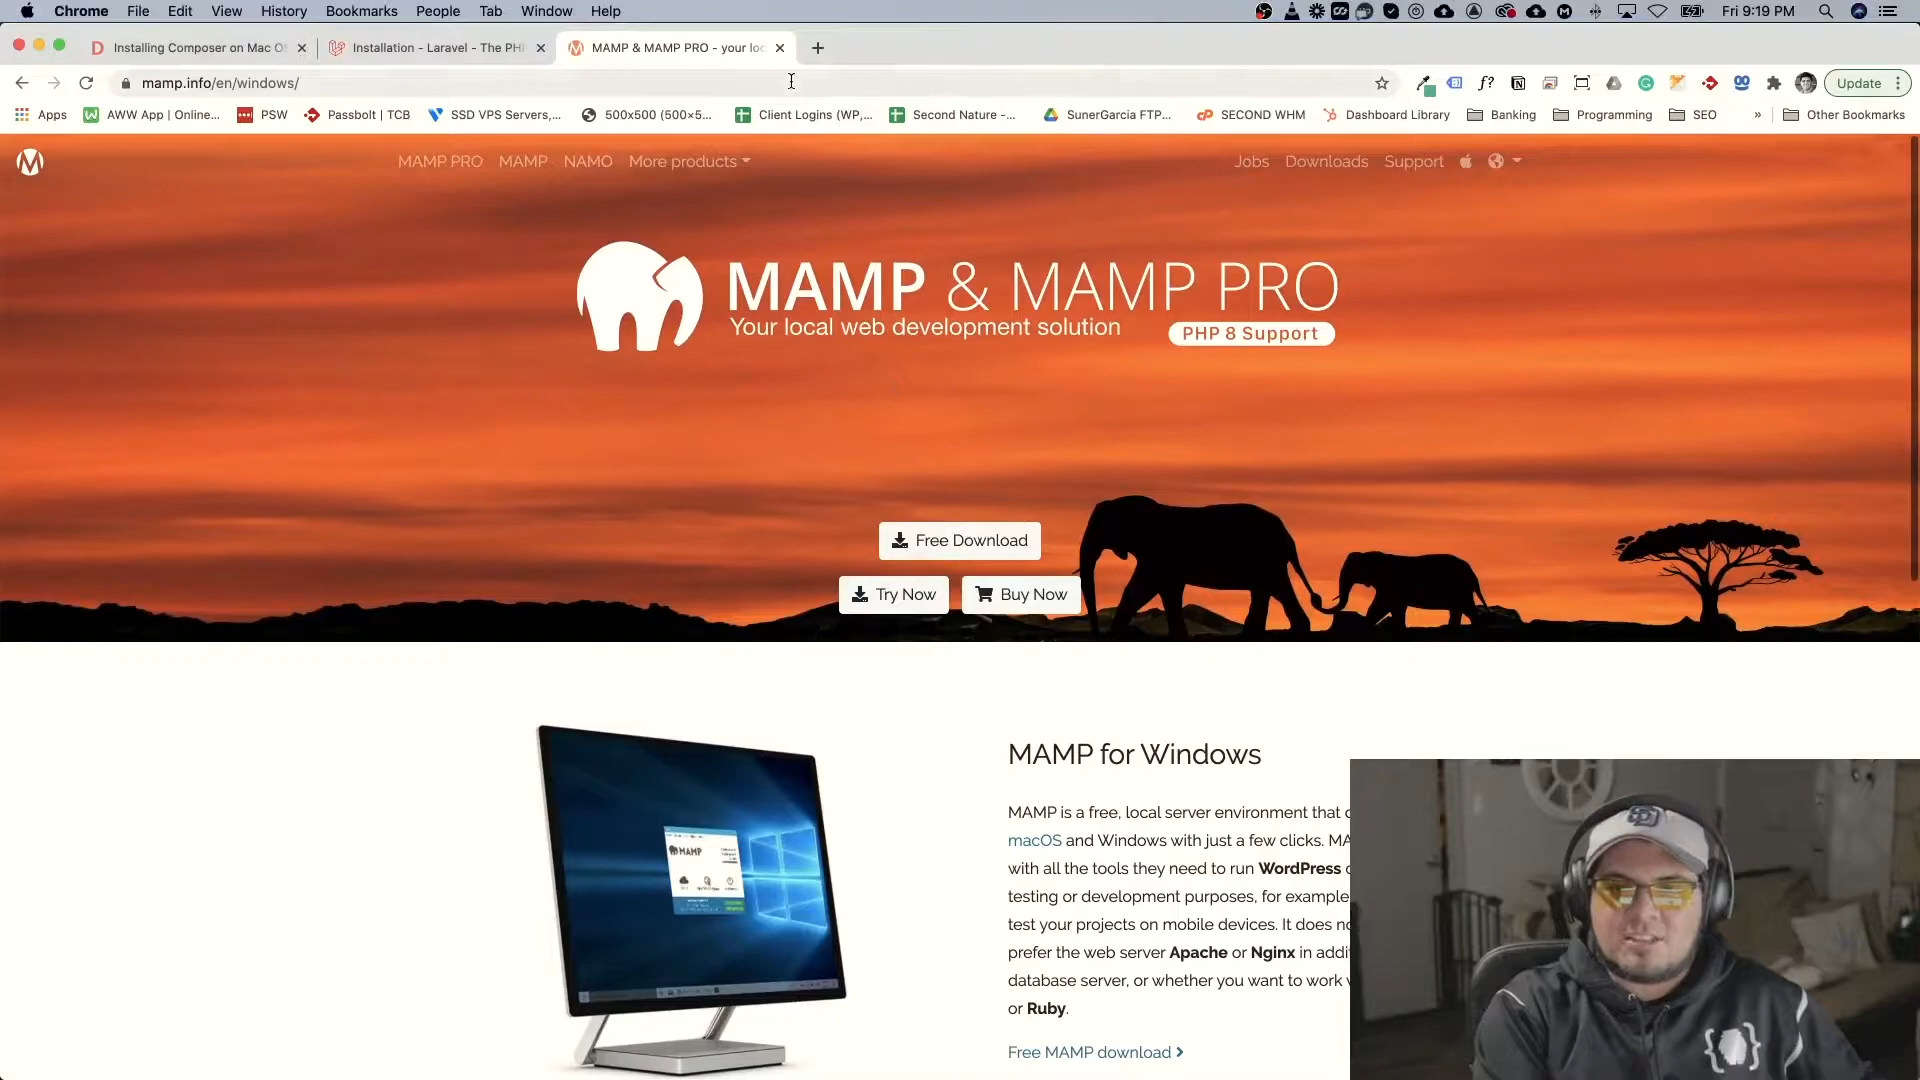 Chrome File Edit View History Bookmarks People Tab Window Help
Fri 9:19 PM
Installing Composer on Mac O
Installation - Laravel - The PH
MAMP & MAMP PRO - your loc
mamp.info/en/windows/
Update
Apps
AWW App | Online...
PSW
Passbolt | TCB
SSD VPS Servers,...
500x500 (500×5...
Client Logins (WP,...
Second Nature -...
SunerGarcia FTP...
SECOND WHM
Dashboard Library
Banking
Programming
SEO
»
Other Bookmarks
MAMP PRO MAMP NAMO More products
Jobs Downloads Support
MAMP & MAMP PRO
Your local web development solution
PHP 8 Support
Free Download
Try Now
Buy Now
MAMP for Windows
MAMP is a free, local server environment that
macOS and Windows with just a few clicks.
with all the tools they need to run WordPress
testing or development purposes, for example
test your projects on mobile devices. It does
prefer the web server Apache or Nginx in
database server, or whether you want to work
or Ruby.
Free MAMP download
MAMP